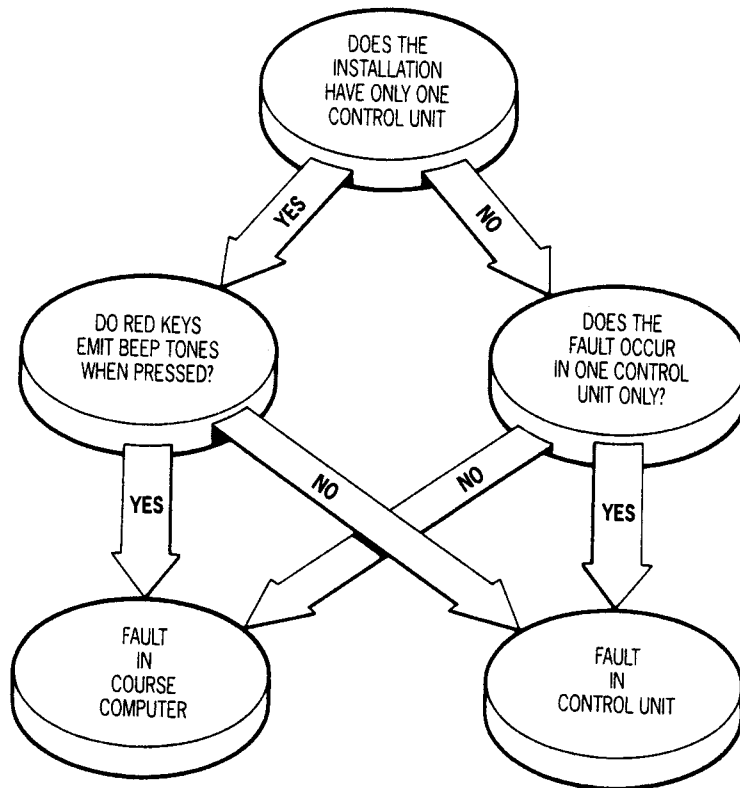 DOES THE
INSTALLATION
HAVE ONLY ONE
CONTROL UNIT
YES
NO
DO RED KEYS
EMIT BEEP TONES
WHEN PRESSED?
DOES THE
FAULT OCCUR
IN ONE CONTROL
UNIT ONLY?
YES
NO
NO
YES
FAULT
IN
COURSE
COMPUTER
FAULT
IN
CONTROL UNIT